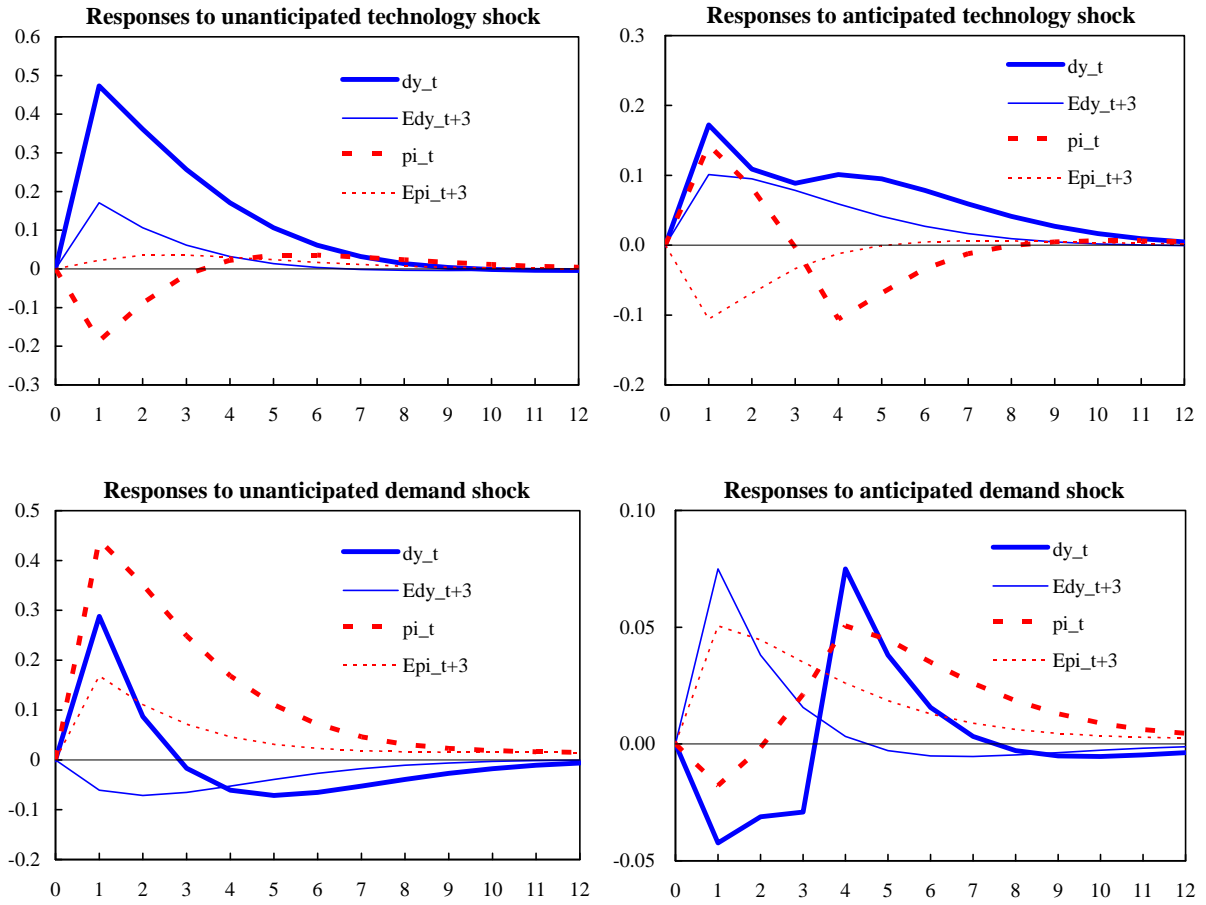 Responses to unanticipated technology shock
0.6
0.5
0.4
0.3
0.2
0.1
0
-0.1
-0.2
-0.3
dy_t
Edy_t+3
pi_t
Epi_t+3
0 1 2 3 4 5 6 7 8 9 10 11 12
Responses to anticipated technology shock
0.3
0.2
0.1
0.0
-0.1
-0.2
dy_t
Edy_t+3
pi_t
Epi_t+3
0 1 2 3 4 5 6 7 8 9 10 11 12
Responses to unanticipated demand shock
0.5
0.4
0.3
0.2
0.1
0
-0.1
-0.2
dy_t
Edy_t+3
pi_t
Epi_t+3
0 1 2 3 4 5 6 7 8 9 10 11 12
Responses to anticipated demand shock
0.10
0.05
0.00
-0.05
dy_t
Edy_t+3
pi_t
Epi_t+3
0 1 2 3 4 5 6 7 8 9 10 11 12